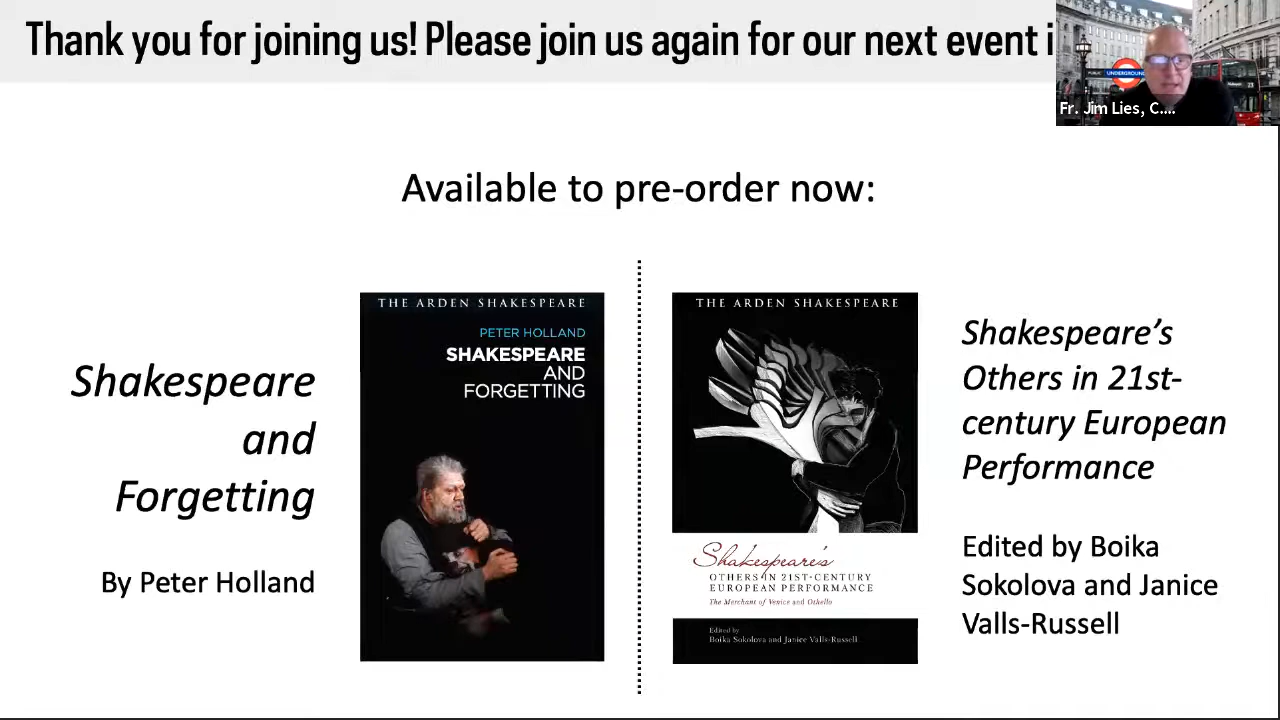 Thank you for joining us! Please join us again for our next event i
PUBLIC
UNDERGROUND
23
Fr. Jim Lies, C....
Available to pre-order now:
Shakespeare
and
Forgetting
By Peter Holland
THE ARDEN SHAKESPEARE
PETER HOLLAND
SHAKESPEARE
AND
FORGETTING
THE ARDEN SHAKESPEARE
Shakespeare's
OTHERS IN 21ST-CENTURY
EUROPEAN PERFORMANCE
The Merchant of Venice and Othello
Edited by
Boika Sokolova and Janice Valls-Russell
Shakespeare’s
Others in 21st-
century European
Performance
Edited by Boika
Sokolova and Janice
Valls-Russell